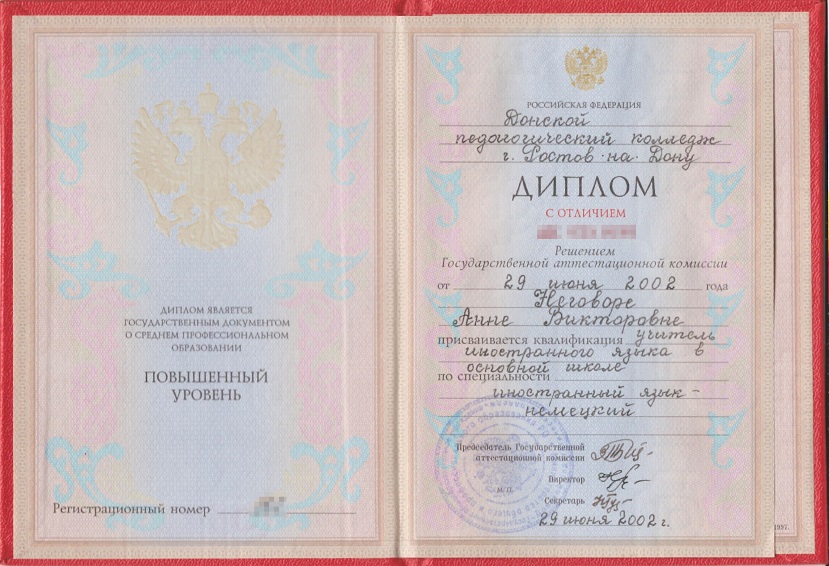 ДИПЛОМ ЯВЛЯЕТСЯ
ГОСУДАРСТВЕННЫМ ДОКУМЕНТОМ
О СРЕДНЕМ ПРОФЕССИОНАЛЬНОМ
ОБРАЗОВАНИИ
ПОВЫШЕННЫЙ
УРОВЕНЬ
Регистрационный номер
РОССИЙСКАЯ ФЕДЕРАЦИЯ
Донской
педагогический колледж
г. Ростов-на-Дону
ДИПЛОМ
С ОТЛИЧИЕМ
Решением
Государственной аттестационной комиссии
от 29 июня 2002 года
Неговоре
Анне Викторовне
присваивается квалификация учитель
иностранного языка в
основной школе
по специальности
иностранный язык -
немецкий
Председатель Государственной
аттестационной комиссии
Директор
М.П.
Секретарь
29 июня 2002 г.
1997.